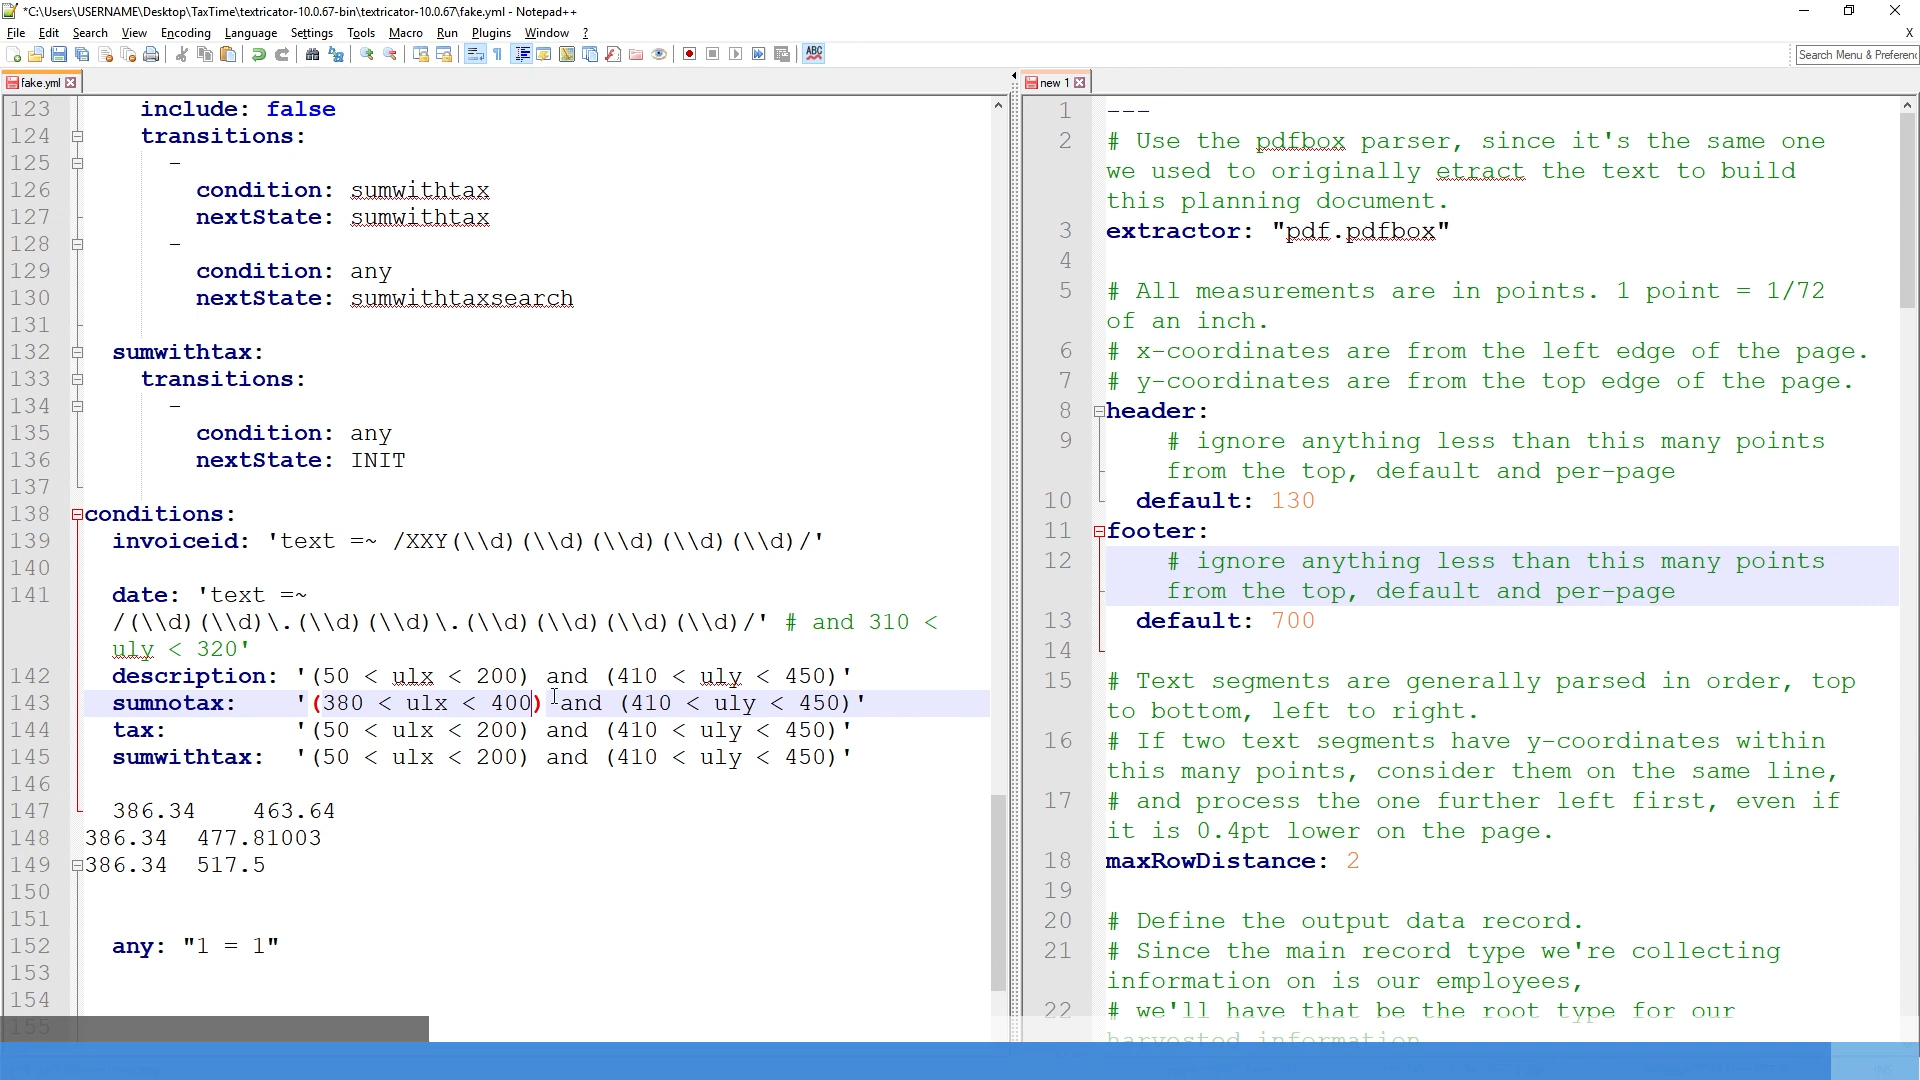 *C:\Users\USERNAME\Desktop\TaxTime\textricator-10.0.67-bin\textricator-10.0.67\fake.yml - Notepad++
File Edit Search View Encoding Language Settings Tools Macro Run Plugins Window ? X
ABC
Search Menu & Preferenc
fake.yml
123 include: false
124 transitions:
125 -
126 condition: sumwithtax
127 nextState: sumwithtax
128 -
129 condition: any
130 nextState: sumwithtaxsearch
131
132 sumwithtax:
133 transitions:
134 -
135 condition: any
136 nextState: INIT
137
138 conditions:
139 invoiceid: 'text =~ /XXY(\\d)(\\d)(\\d)(\\d)(\\d)/'
140
141 date: 'text =~
/(\\d)(\\d)\.(\\d)(\\d)\.(\\d)(\\d)(\\d)(\\d)/' # and 310 <
uly < 320'
142 description: '(50 < ulx < 200) and (410 < uly < 450)'
143 sumnotax: '(380 < ulx < 400) and (410 < uly < 450)'
144 tax: '(50 < ulx < 200) and (410 < uly < 450)'
145 sumwithtax: '(50 < ulx < 200) and (410 < uly < 450)'
146
147 386.34 463.64
148 386.34 477.81003
149 386.34 517.5
150
151
152 any: "1 = 1"
153
154
155
new 1
1 ---
2 # Use the pdfbox parser, since it's the same one
we used to originally etract the text to build
this planning document.
3 extractor: "pdf.pdfbox"
4
5 # All measurements are in points. 1 point = 1/72
of an inch.
6 # x-coordinates are from the left edge of the page.
7 # y-coordinates are from the top edge of the page.
8 header:
9 # ignore anything less than this many points
from the top, default and per-page
10 default: 130
11 footer:
12 # ignore anything less than this many points
from the top, default and per-page
13 default: 700
14
15 # Text segments are generally parsed in order, top
to bottom, left to right.
16 # If two text segments have y-coordinates within
this many points, consider them on the same line,
17 # and process the one further left first, even if
it is 0.4pt lower on the page.
18 maxRowDistance: 2
19
20 # Define the output data record.
21 # Since the main record type we're collecting
information on is our employees,
22 # we'll have that be the root type for our
harvested information